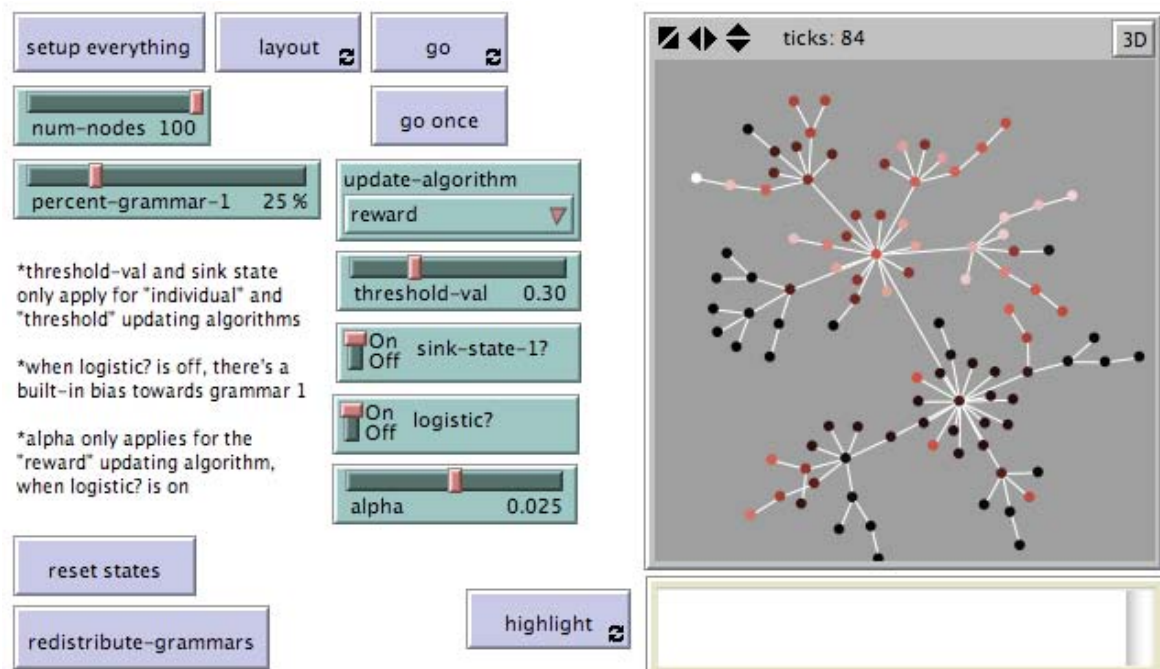 setup everything
layout
go
ticks: 84
3D
num-nodes 100
go once
percent-grammar-1 25 %
update-algorithm
reward
*threshold-val and sink state
only apply for "individual" and
"threshold" updating algorithms
threshold-val 0.30
On
Off
sink-state-1?
*when logistic? is off, there's a
built-in bias towards grammar 1
On
Off
logistic?
*alpha only applies for the
"reward" updating algorithm,
when logistic? is on
alpha 0.025
reset states
redistribute-grammars
highlight